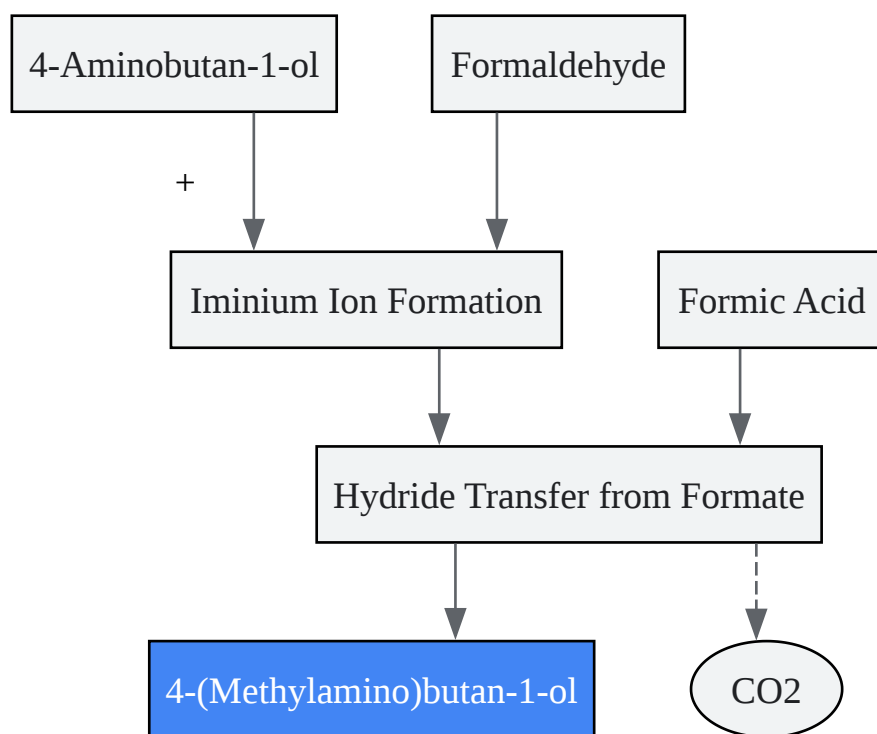 4-Aminobutan-1-ol
Formaldehyde
+
Iminium Ion Formation
Formic Acid
Hydride Transfer from Formate
4-(Methylamino)butan-1-ol
CO2